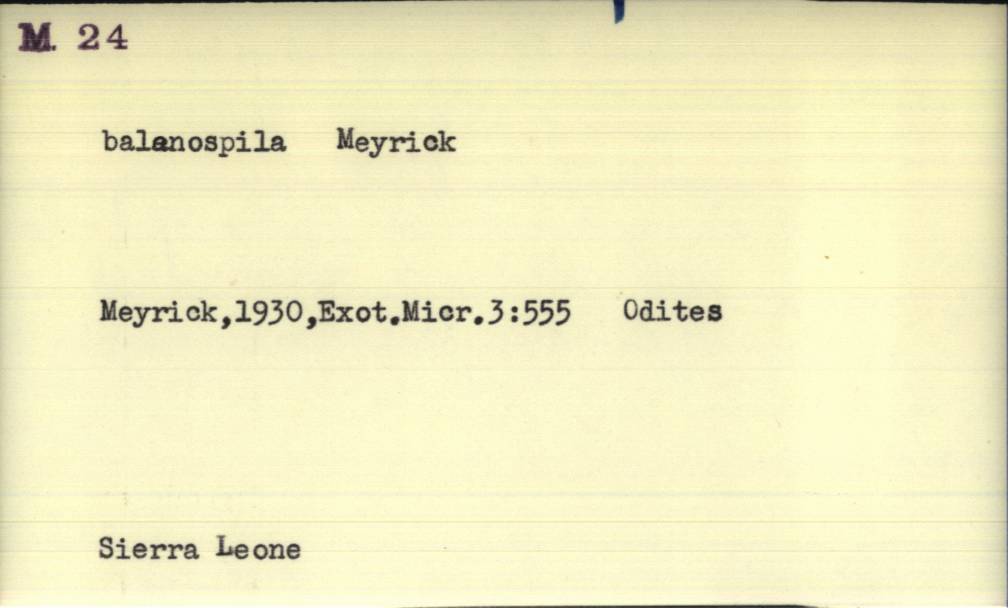 M. 24
balanospila Meyrick
Meyrick,1930,Exot.Micr.3:555 Odites
Sierra Leone